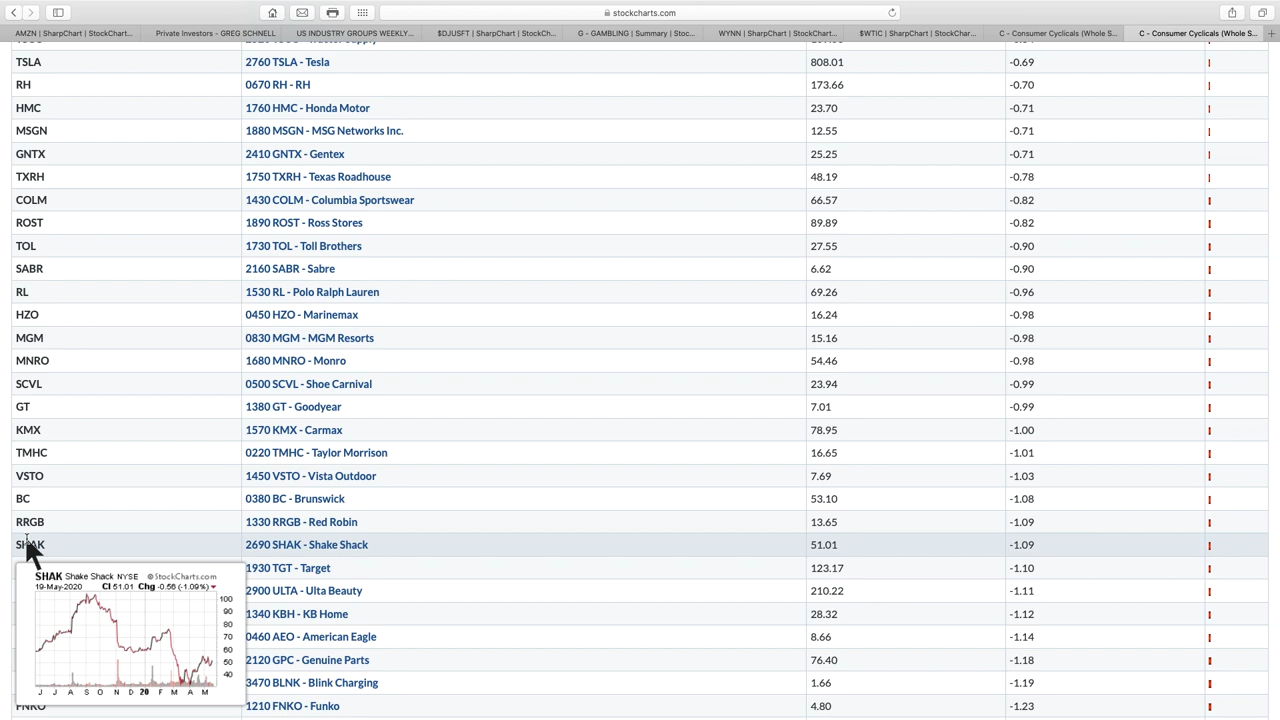 stockcharts.com
AMZN | SharpChart | StockChart... Private Investors - GREG SCHNELL US INDUSTRY GROUPS WEEKLY... $DJUSFT | SharpChart | StockCh... G - GAMBLING | Summary | Stoc... WYNN | SharpChart | StockChart... $WTIC | SharpChart | StockChar... C - Consumer Cyclicals (Whole S... C - Consumer Cyclicals (Whole S...
TSLA 2760 TSLA - Tesla 808.01 -0.69
RH 0670 RH - RH 173.66 -0.70
HMC 1760 HMC - Honda Motor 23.70 -0.71
MSGN 1880 MSGN - MSG Networks Inc. 12.55 -0.71
GNTX 2410 GNTX - Gentex 25.25 -0.71
TXRH 1750 TXRH - Texas Roadhouse 48.19 -0.78
COLM 1430 COLM - Columbia Sportswear 66.57 -0.82
ROST 1890 ROST - Ross Stores 89.89 -0.82
TOL 1730 TOL - Toll Brothers 27.55 -0.90
SABR 2160 SABR - Sabre 6.62 -0.90
RL 1530 RL - Polo Ralph Lauren 69.26 -0.96
HZO 0450 HZO - Marinemax 16.24 -0.98
MGM 0830 MGM - MGM Resorts 15.16 -0.98
MNRO 1680 MNRO - Monro 54.46 -0.98
SCVL 0500 SCVL - Shoe Carnival 23.94 -0.99
GT 1380 GT - Goodyear 7.01 -0.99
KMX 1570 KMX - Carmax 78.95 -1.00
TMHC 0220 TMHC - Taylor Morrison 16.65 -1.01
VSTO 1450 VSTO - Vista Outdoor 7.69 -1.03
BC 0380 BC - Brunswick 53.10 -1.08
RRGB 1330 RRGB - Red Robin 13.65 -1.09
SHAK 2690 SHAK - Shake Shack 51.01 -1.09
1930 TGT - Target 123.17 -1.10
2900 ULTA - Ulta Beauty 210.22 -1.11
1340 KBH - KB Home 28.32 -1.12
0460 AEO - American Eagle 8.66 -1.14
2120 GPC - Genuine Parts 76.40 -1.18
3470 BLNK - Blink Charging 1.66 -1.19
FNKO 1210 FNKO - Funko 4.80 -1.23
SHAK Shake Shack NYSE © StockCharts.com
19-May-2020 Cl 51.01 Chg -0.56 (-1.09%)
100
90
80
70
60
50
40
J J A S O N D 20 F M A M